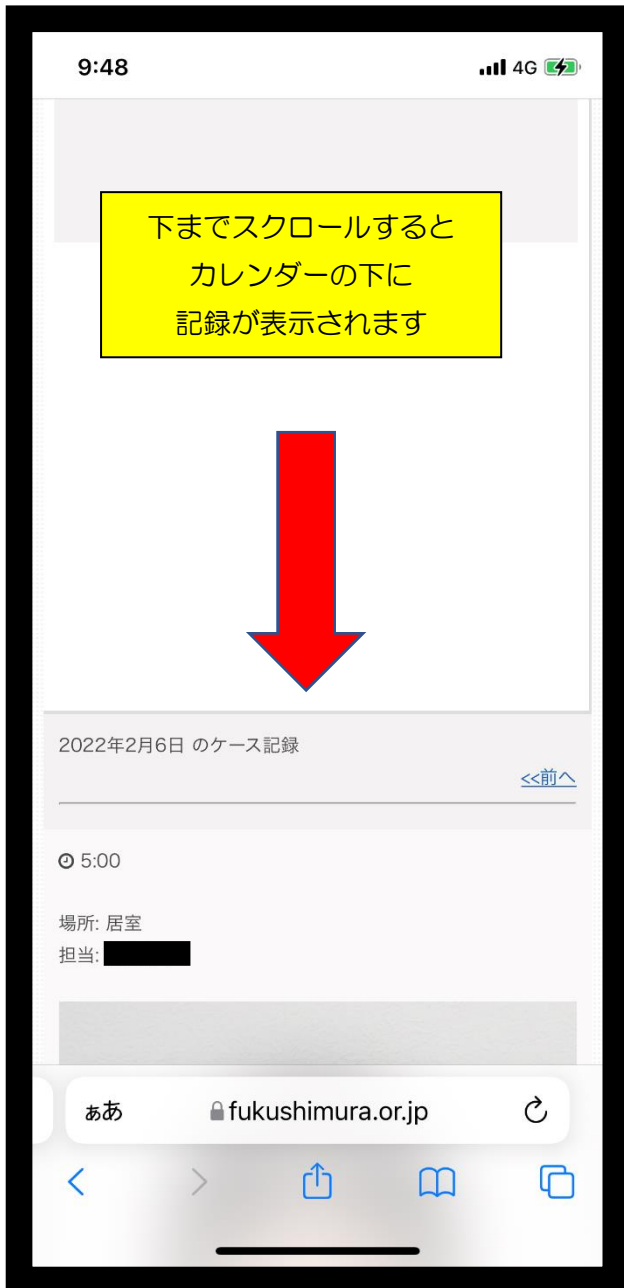 9:48
4G
下までスクロールすると
カレンダーの下に
記録が表示されます
2022年2月6日 のケース記録
<<前へ
5:00
場所: 居室
担当:
ぁあ
fukushimura.or.jp